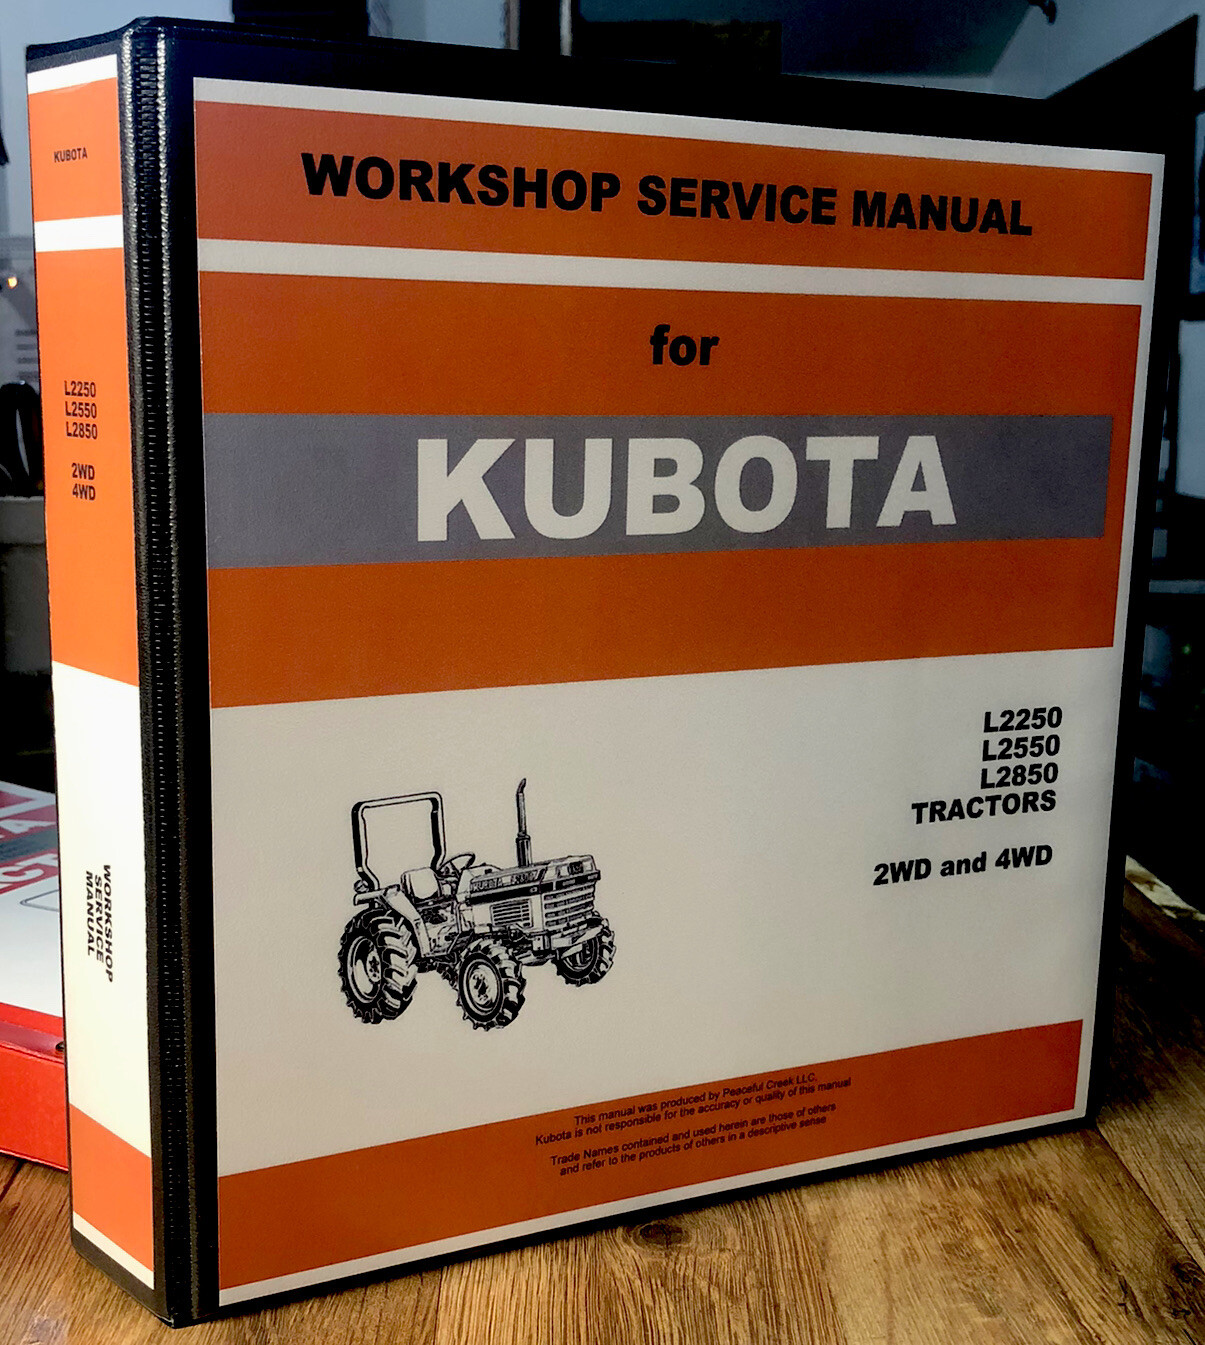 KUBOTA
L2250
L2550
L2850
2WD
4WD
WORKSHOP
SERVICE
MANUAL
WORKSHOP SERVICE MANUAL
for
KUBOTA
L2250
L2550
L2850
TRACTORS
2WD and 4WD
KUBOTA
This manual was produced by Peaceful Creek LLC.
Kubota is not responsible for the accuracy or quality of this manual
Trade Names contained and used herein are those of others
and refer to the products of others in a descriptive sense